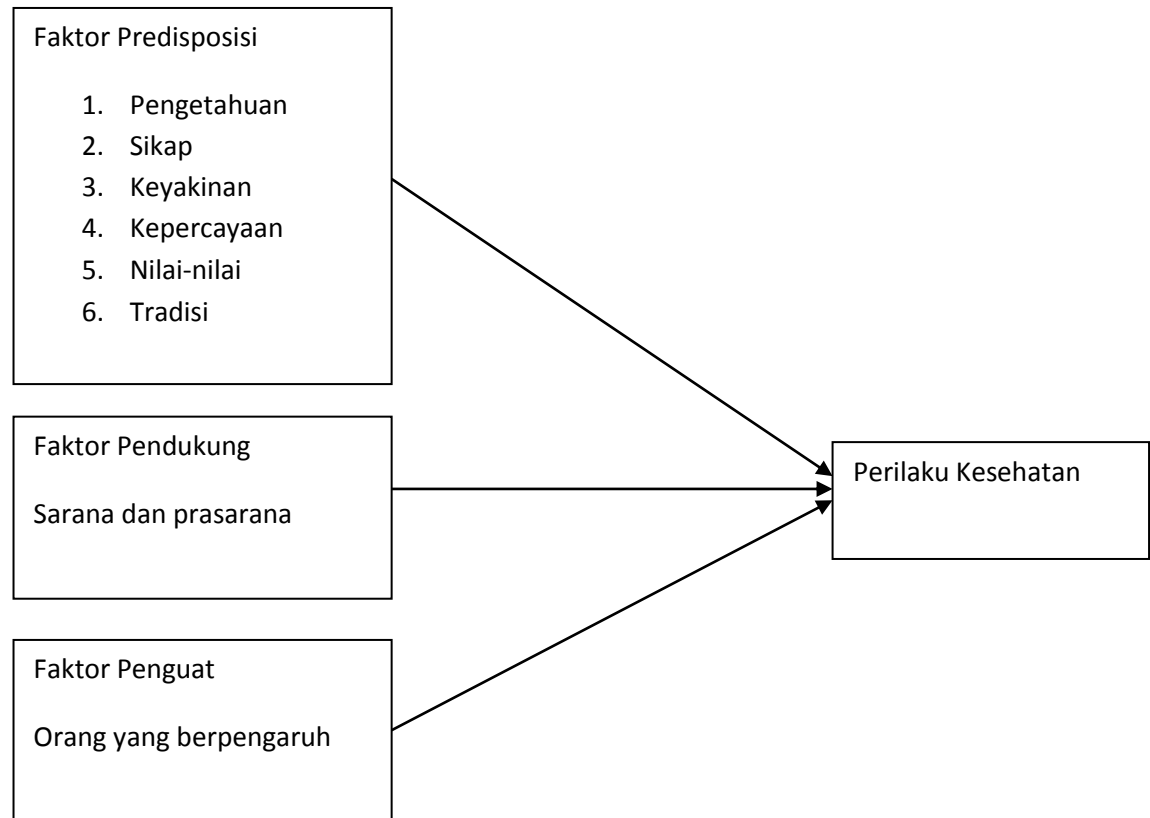 Faktor Predisposisi
1. Pengetahuan
2. Sikap
3. Keyakinan
4. Kepercayaan
5. Nilai-nilai
6. Tradisi
Faktor Pendukung
Sarana dan prasarana
Faktor Penguat
Orang yang berpengaruh
Perilaku Kesehatan